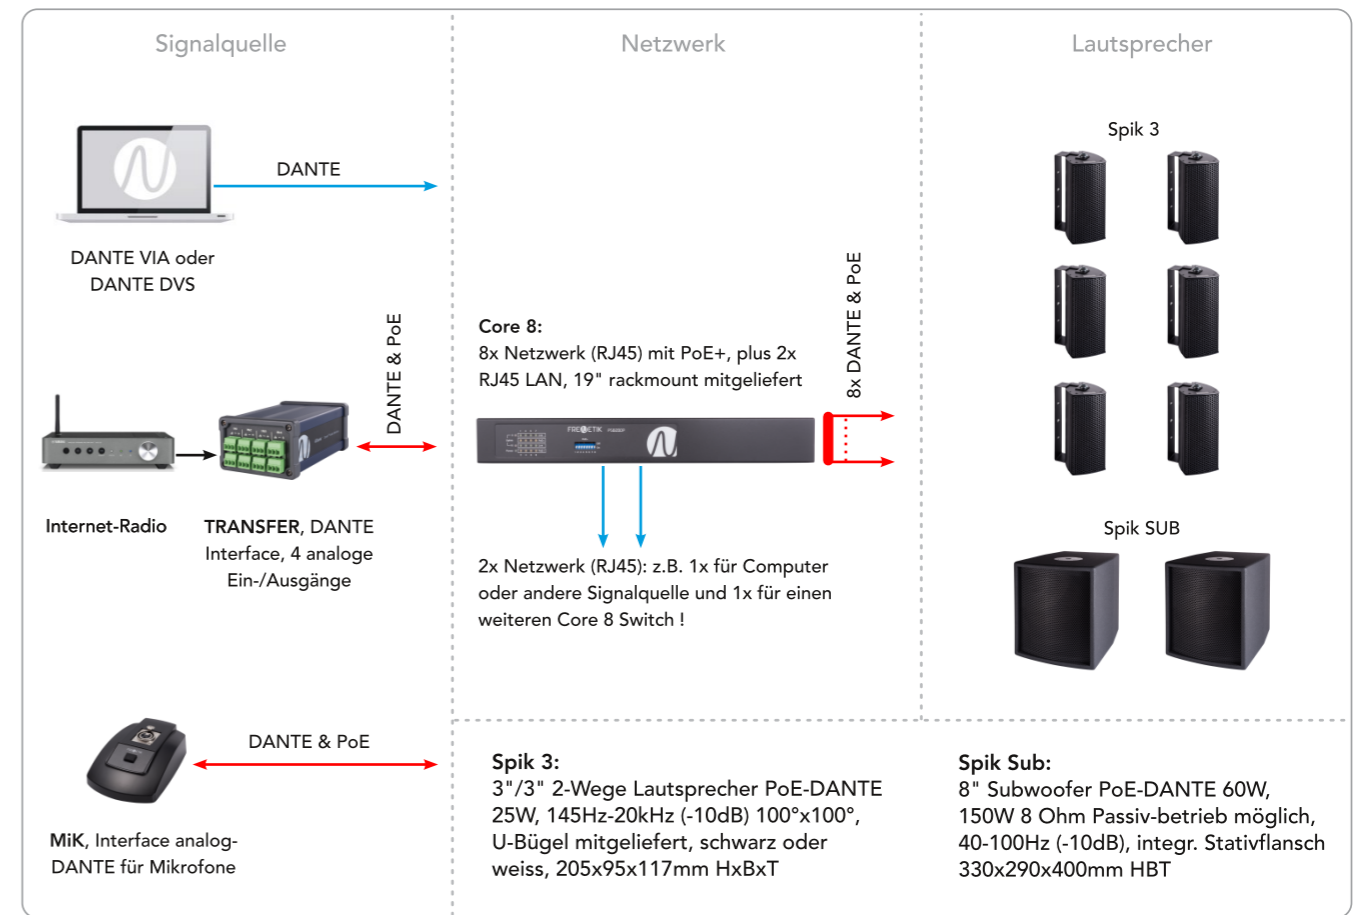 Signalquelle
Netzwerk
Lautsprecher
DANTE
DANTE VIA oder
DANTE DVS
DANTE & PoE
Internet-Radio
TRANSFER, DANTE
Interface, 4 analoge
Ein-/Ausgänge
DANTE & PoE
MiK, Interface analog-
DANTE für Mikrofone
Core 8:
8x Netzwerk (RJ45) mit PoE+, plus 2x
RJ45 LAN, 19" rackmount mitgeliefert
8x DANTE & PoE
2x Netzwerk (RJ45): z.B. 1x für Computer
oder andere Signalquelle und 1x für einen
weiteren Core 8 Switch !
Spik 3
Spik SUB
Spik 3:
3"/3" 2-Wege Lautsprecher PoE-DANTE
25W, 145Hz-20kHz (-10dB) 100°x100°,
U-Bügel mitgeliefert, schwarz oder
weiss, 205x95x117mm HxBxT
Spik Sub:
8" Subwoofer PoE-DANTE 60W,
150W 8 Ohm Passiv-betrieb möglich,
40-100Hz (-10dB), integr. Stativflansch
330x290x400mm HBT